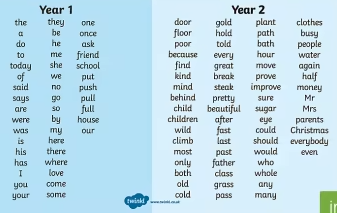 Year 1
the they one
a be once
do he ask
to me friend
today she school
of we put
said no push
says go pull
are so full
were by house
was my our
is here
his there
has where
I love
you come
your some
Year 2
door gold plant clothes
floor hold path busy
poor told bath people
because every hour water
find great move again
kind break prove half
mind steak improve money
behind pretty sure Mr
child beautiful sugar Mrs
children after eye parents
wild fast could Christmas
climb last should everybody
most past would even
only father who
both class whole
old grass any
cold pass many
twinkl
www.twinkl.co.uk